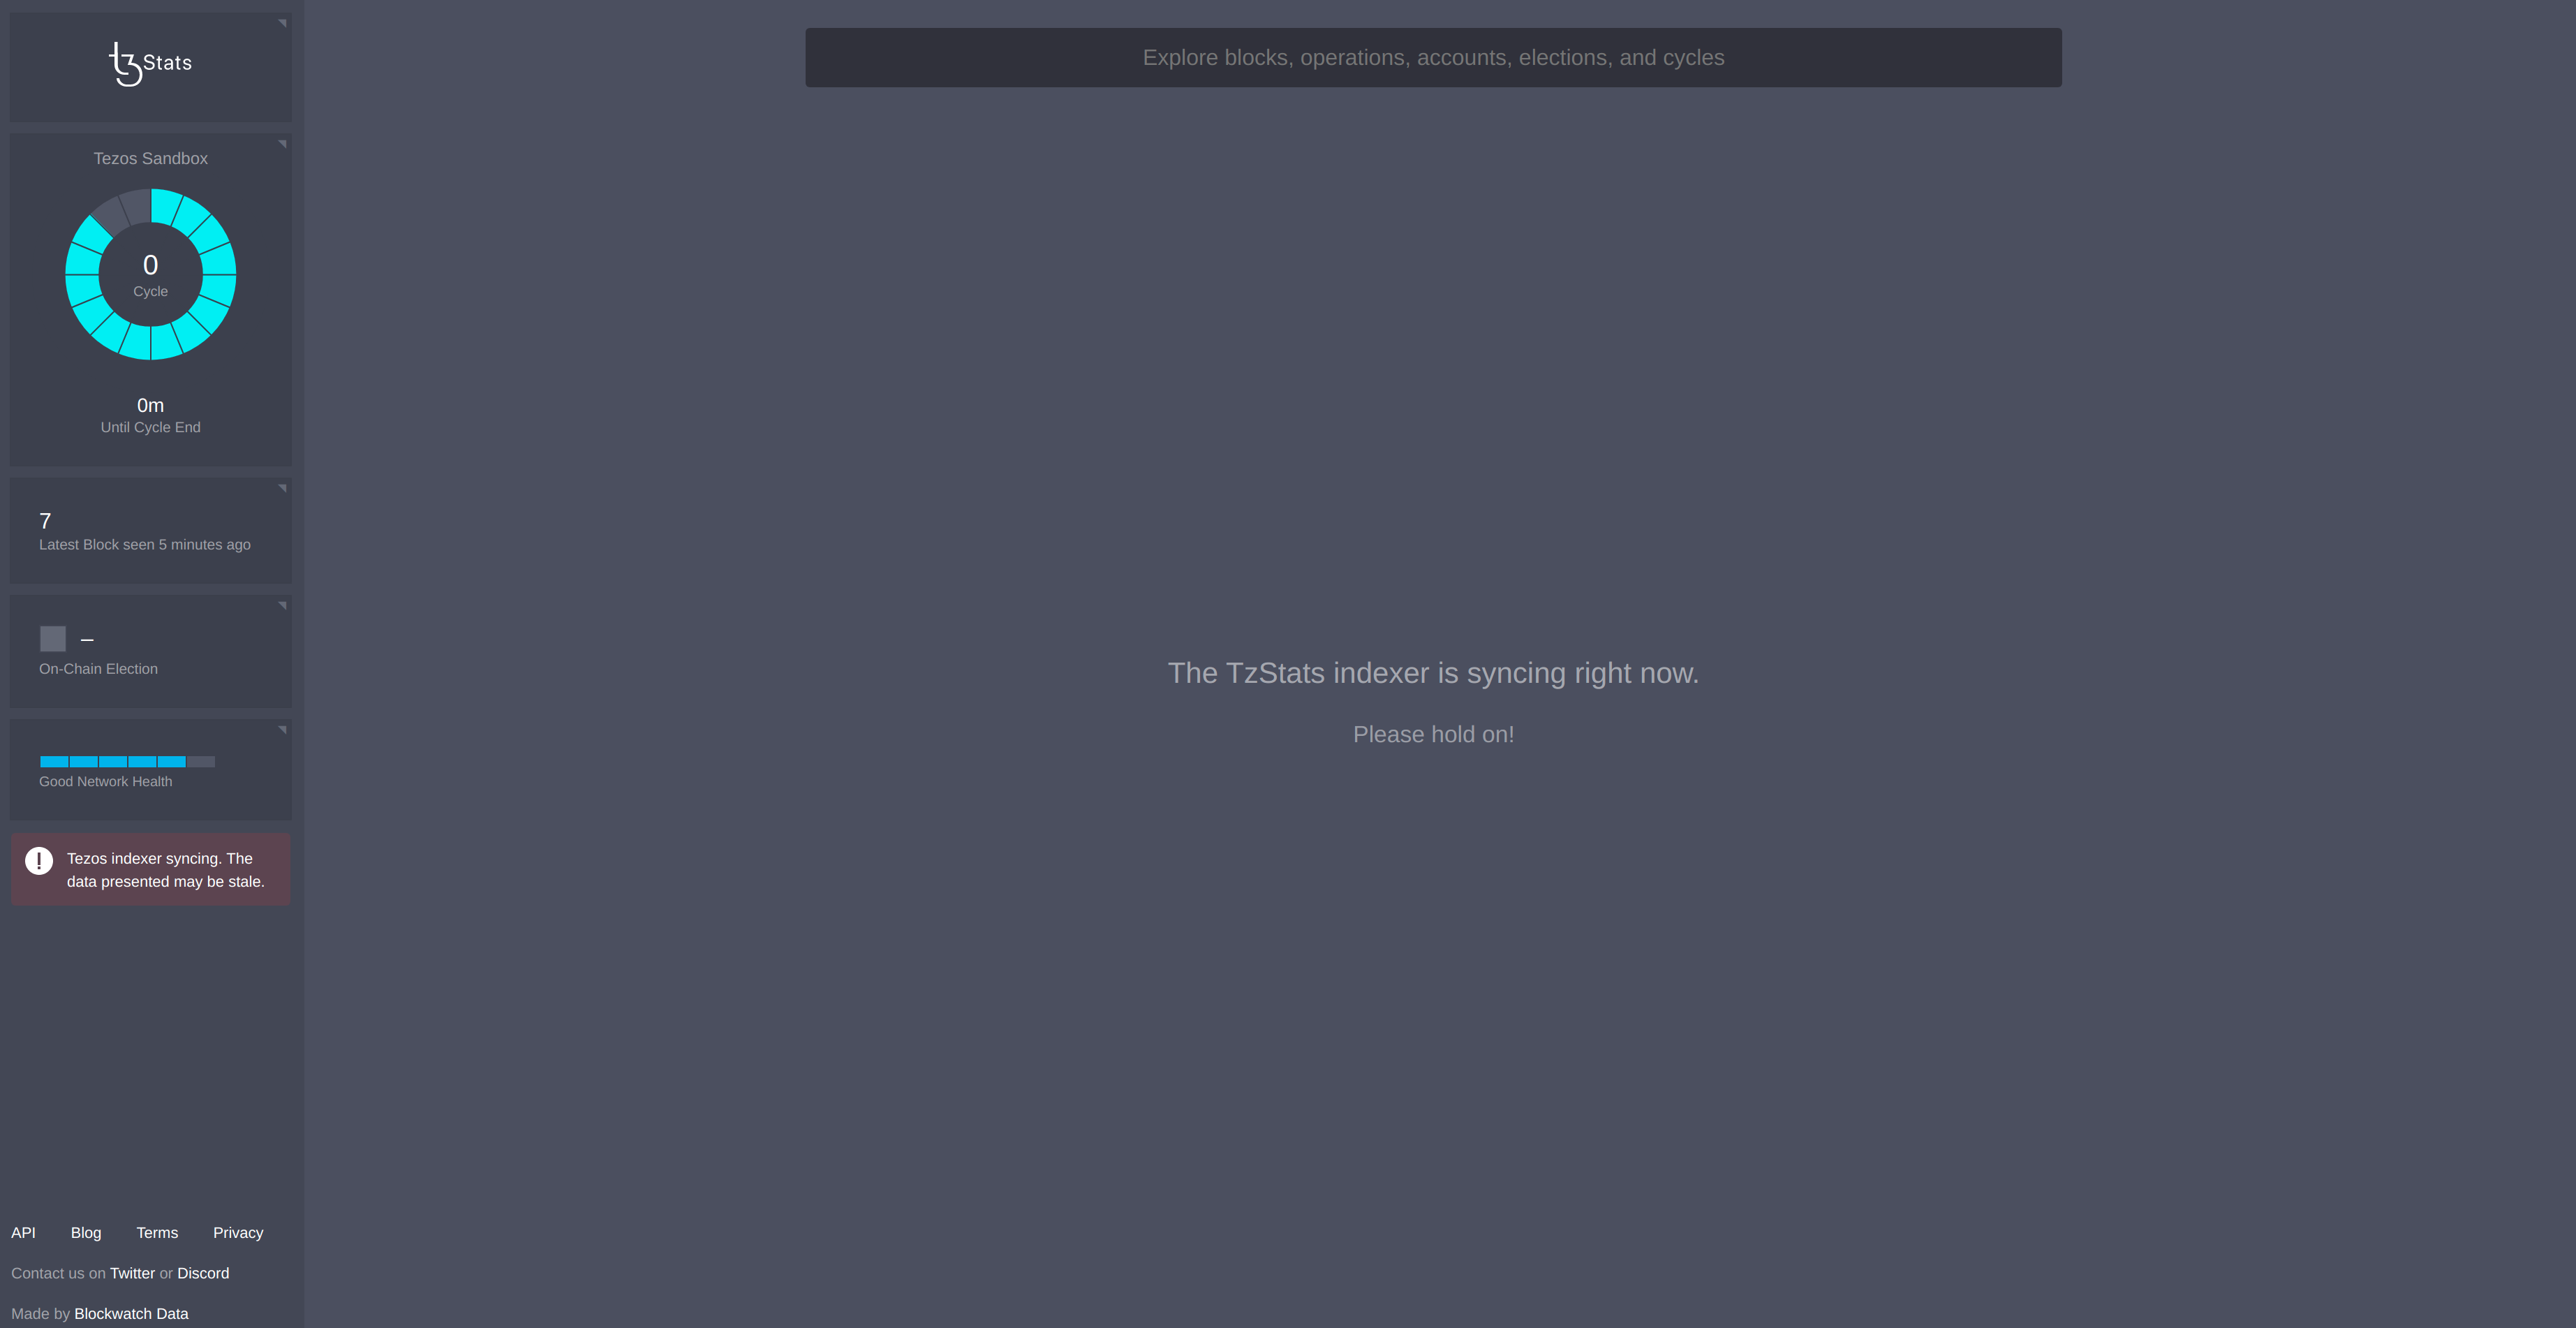 tz Stats
Explore blocks, operations, accounts, elections, and cycles
Tezos Sandbox
0
Cycle
0m
Until Cycle End
7
Latest Block seen 5 minutes ago
–
On-Chain Election
Good Network Health
Tezos indexer syncing. The
data presented may be stale.
The TzStats indexer is syncing right now.
Please hold on!
API Blog Terms Privacy
Contact us on Twitter or Discord
Made by Blockwatch Data